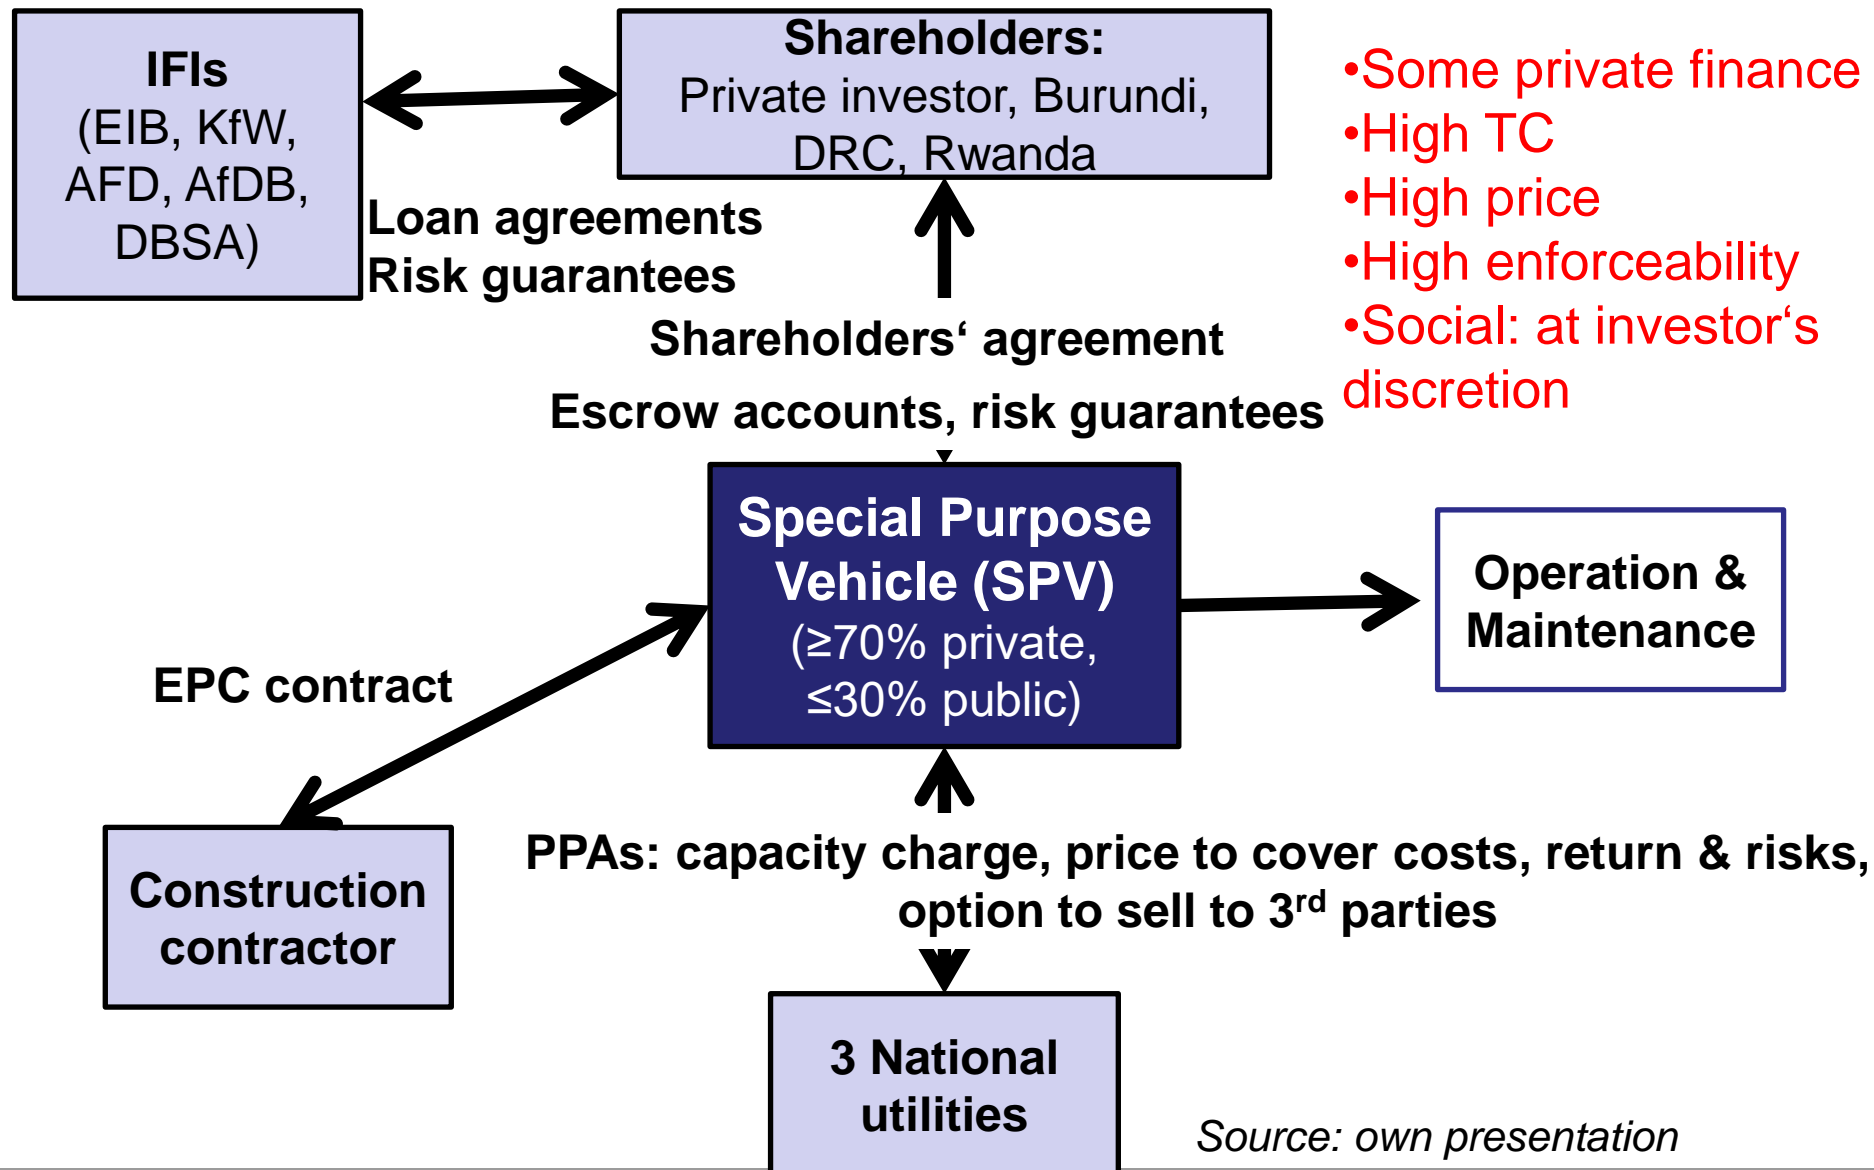 IFIs
(EIB, KfW,
AFD, AfDB,
DBSA)
Shareholders:
Private investor, Burundi,
DRC, Rwanda
•Some private finance
•High TC
•High price
•High enforceability
•Social: at investor‘s
discretion
Loan agreements
Risk guarantees
Shareholders‘ agreement
Escrow accounts, risk guarantees
Special Purpose
Vehicle (SPV)
(≥70% private,
≤30% public)
Operation &
Maintenance
EPC contract
Construction
contractor
PPAs: capacity charge, price to cover costs, return & risks,
option to sell to 3rd parties
3 National
utilities
Source: own presentation